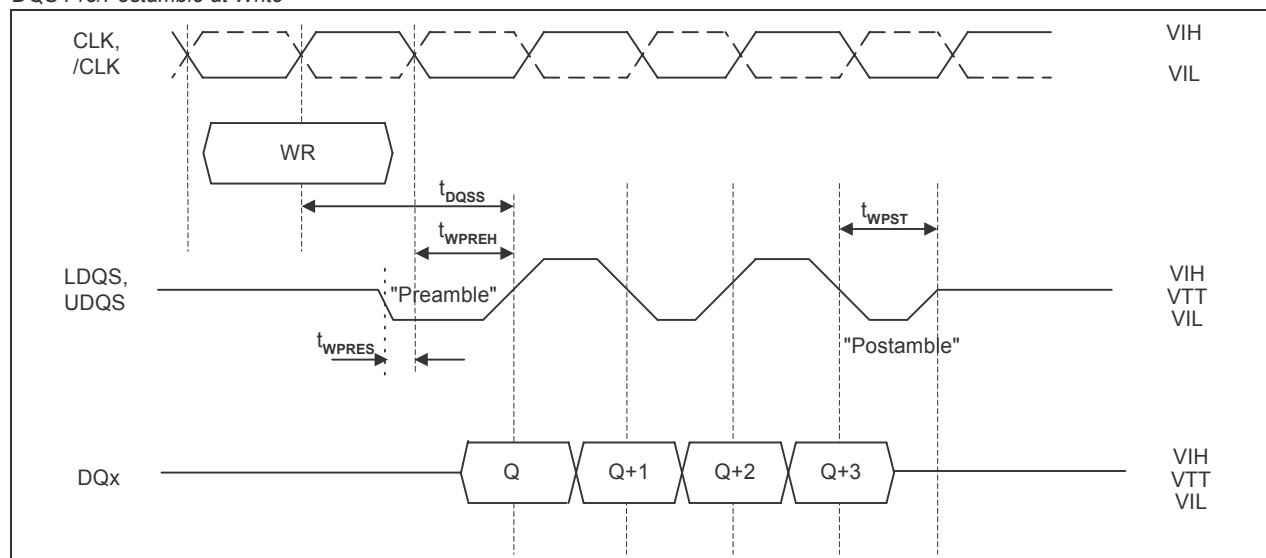 DQS Pre/Postamble at Write
CLK,
/CLK
VIH
VIL
WR
tDQSS
tWPREH
tWPST
LDQS,
UDQS
"Preamble"
VIH
VTT
VIL
"Postamble"
tWPRES
DQx
Q
Q+1
Q+2
Q+3
VIH
VTT
VIL